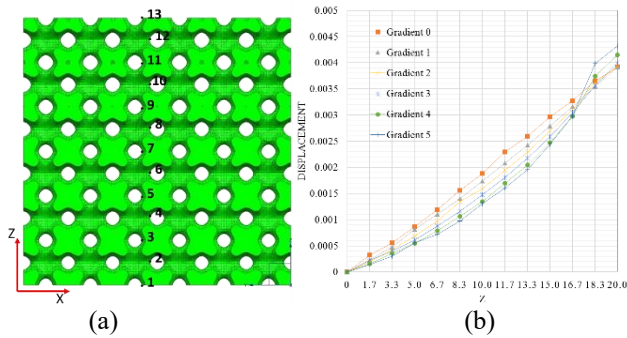 .13
.12
.11
.10
.9
.8
.7
.6
.5
.4
.3
.2
.1
Z
X
(a)
0.005
0.0045
0.004
0.0035
0.003
0.0025
0.002
0.0015
0.001
0.0005
0
DISPLACEMENT
Gradient 0
Gradient 1
Gradient 2
Gradient 3
Gradient 4
Gradient 5
0 1.7 3.3 5.0 6.7 8.3 10.0 11.7 13.3 15.0 16.7 18.3 20.0
Z
(b)